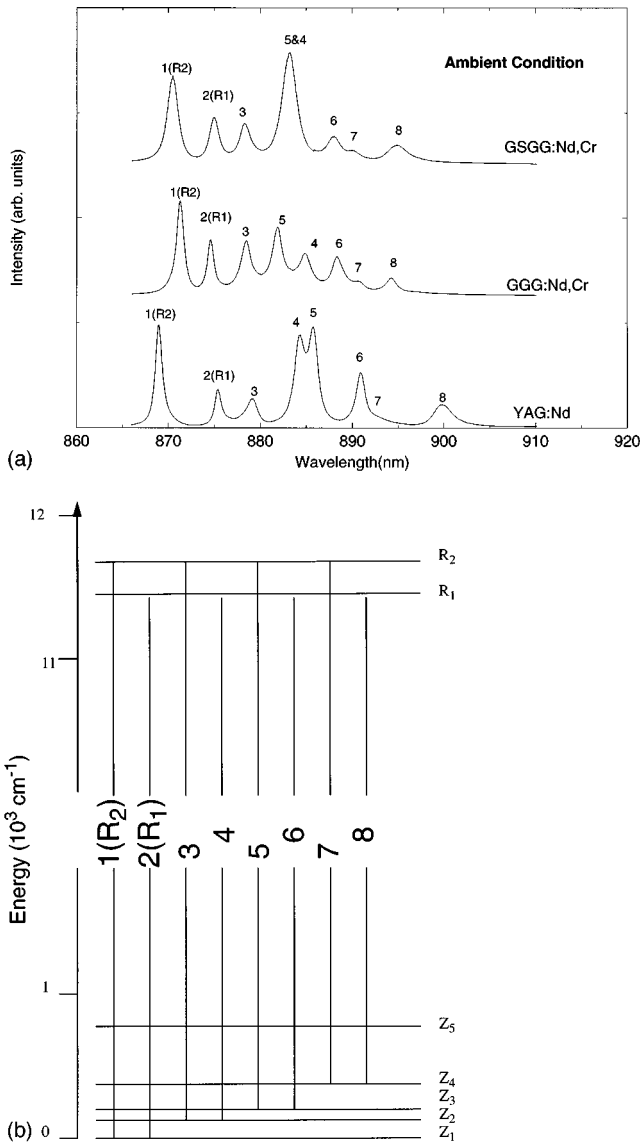 5&4
Ambient Condition
1(R2)
2(R1)
3
6
7
8
GSGG:Nd,Cr
1(R2)
2(R1)
3
5
4
6
7
8
GGG:Nd,Cr
1(R2)
2(R1)
3
4
5
6
7
8
YAG:Nd
Intensity (arb. units)
860 870 880 890 900 910 920
Wavelength(nm)
(a)
12
R2
R1
11
Energy (10³ cm⁻¹)
1(R2) 2(R1) 3 4 5 6 7 8
1
Z5
Z4
Z3
Z2
Z1
0
(b)